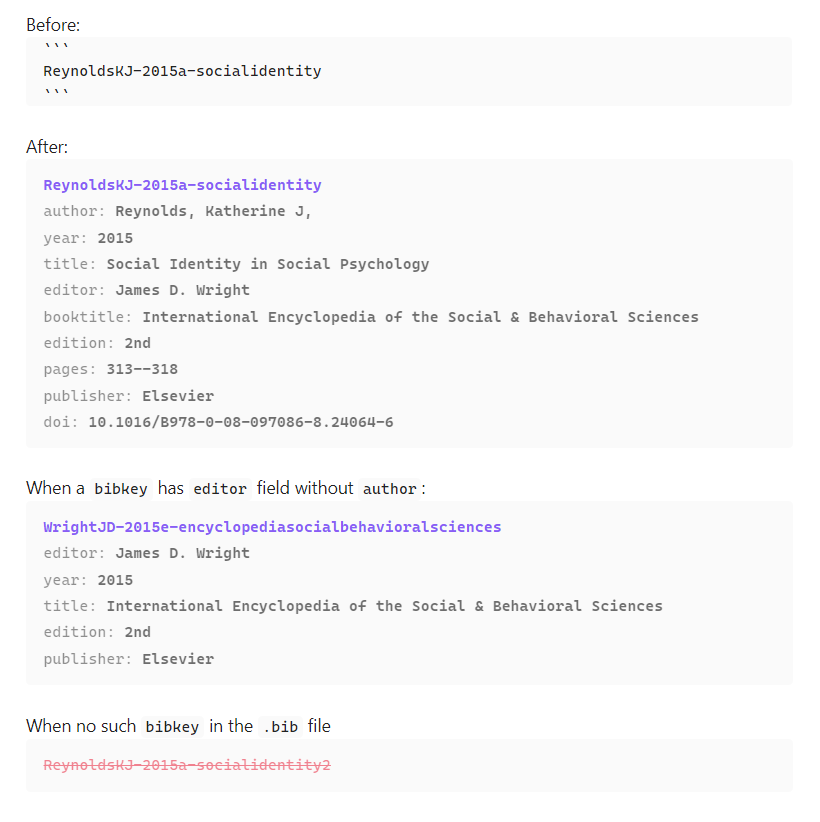 Before:
```
ReynoldsKJ-2015a-socialidentity
```
After:
ReynoldsKJ-2015a-socialidentity
author: Reynolds, Katherine J,
year: 2015
title: Social Identity in Social Psychology
editor: James D. Wright
booktitle: International Encyclopedia of the Social & Behavioral Sciences
edition: 2nd
pages: 313--318
publisher: Elsevier
doi: 10.1016/B978-0-08-097086-8.24064-6
When a bibkey has editor field without author:
WrightJD-2015e-encyclopediasocialbehavioralsciences
editor: James D. Wright
year: 2015
title: International Encyclopedia of the Social & Behavioral Sciences
edition: 2nd
publisher: Elsevier
When no such bibkey in the .bib file
ReynoldsKJ-2015a-socialidentity2